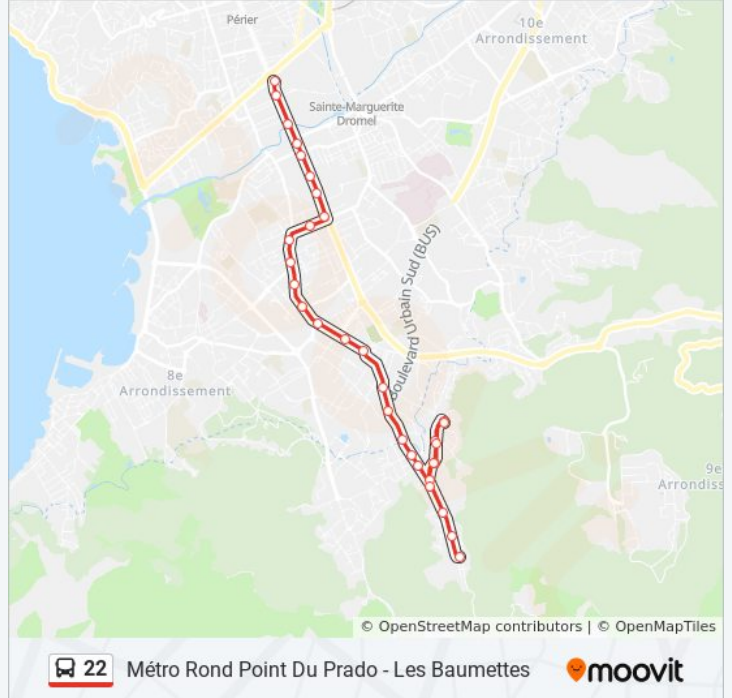 Périer
10e
Arrondissement
Sainte-Marguerite
Dromel
Boulevard Urbain Sud (BUS)
8e
Arrondissement
9e
Arrondiss
© OpenStreetMap contributors | © OpenMapTiles
22 Métro Rond Point Du Prado - Les Baumettes
moovit